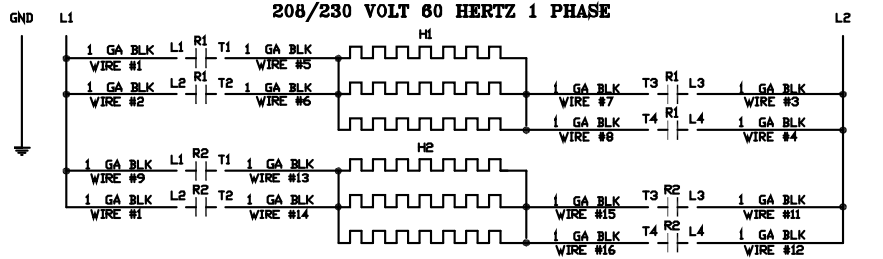 208/230 VOLT 60 HERTZ 1 PHASE
GND L1 L2
H1
1 GA BLK L1 R1 T1 1 GA BLK
WIRE #1 WIRE #5
1 GA BLK L2 R1 T2 1 GA BLK 1 GA BLK T3 R1 L3 1 GA BLK
WIRE #2 WIRE #6 WIRE #7 WIRE #3
1 GA BLK T4 R1 L4 1 GA BLK
WIRE #8 WIRE #4
H2
1 GA BLK L1 R2 T1 1 GA BLK
WIRE #9 WIRE #13
1 GA BLK L2 R2 T2 1 GA BLK 1 GA BLK T3 R2 L3 1 GA BLK
WIRE #1 WIRE #14 WIRE #15 WIRE #11
1 GA BLK T4 R2 L4 1 GA BLK
WIRE #16 WIRE #12